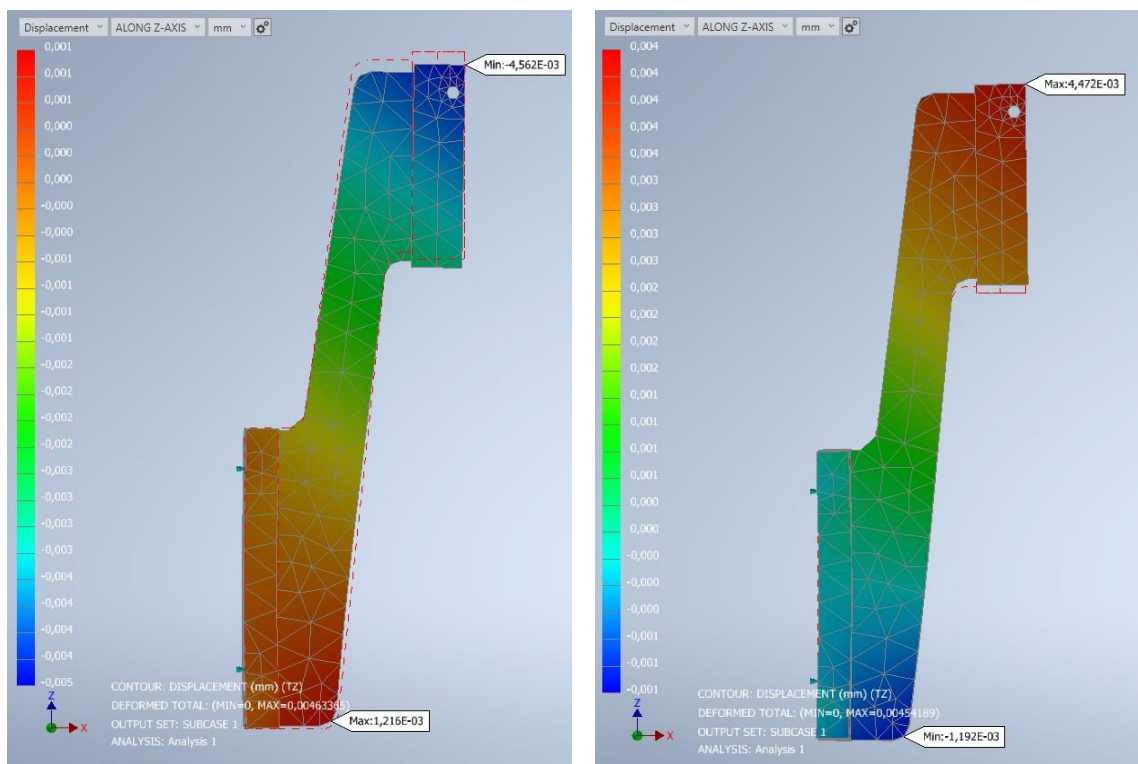 Displacement ALONG Z-AXIS mm
0,001
0,001
0,001
0,000
0,000
0,000
-0,000
-0,000
-0,001
-0,001
-0,001
-0,001
-0,002
-0,002
-0,002
-0,002
-0,003
-0,003
-0,003
-0,003
-0,004
-0,004
-0,004
-0,004
-0,005
Min:-4,562E-03
Z
X
CONTOUR: DISPLACEMENT (mm) (TZ)
DEFORMED TOTAL: (MIN=0, MAX=0,00463365)
OUTPUT SET: SUBCASE 1
ANALYSIS: Analysis 1
Max:1,216E-03
Displacement ALONG Z-AXIS mm
0,004
0,004
0,004
0,004
0,004
0,003
0,003
0,003
0,003
0,002
0,002
0,002
0,002
0,001
0,001
0,001
0,001
0,000
0,000
-0,000
-0,000
-0,000
-0,001
-0,001
-0,001
Max:4,472E-03
Z
X
CONTOUR: DISPLACEMENT (mm) (TZ)
DEFORMED TOTAL: (MIN=0, MAX=0,00454189)
OUTPUT SET: SUBCASE 1
ANALYSIS: Analysis 1
Min:-1,192E-03